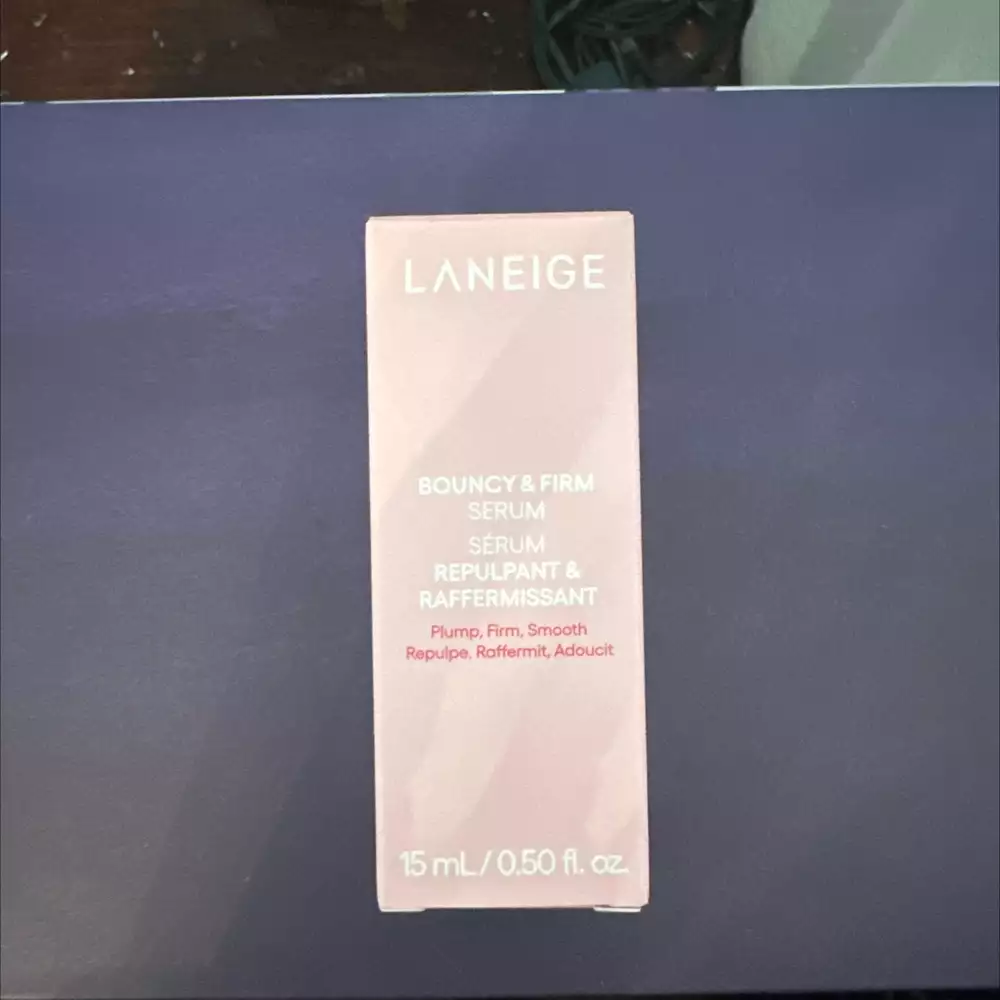 LANEIGE
BOUNCY & FIRM
SERUM
SÉRUM
REPULPANT &
RAFFERMISSANT
Plump, Firm, Smooth
Repulpe, Raffermit, Adoucit
15 mL / 0.50 fl. oz.